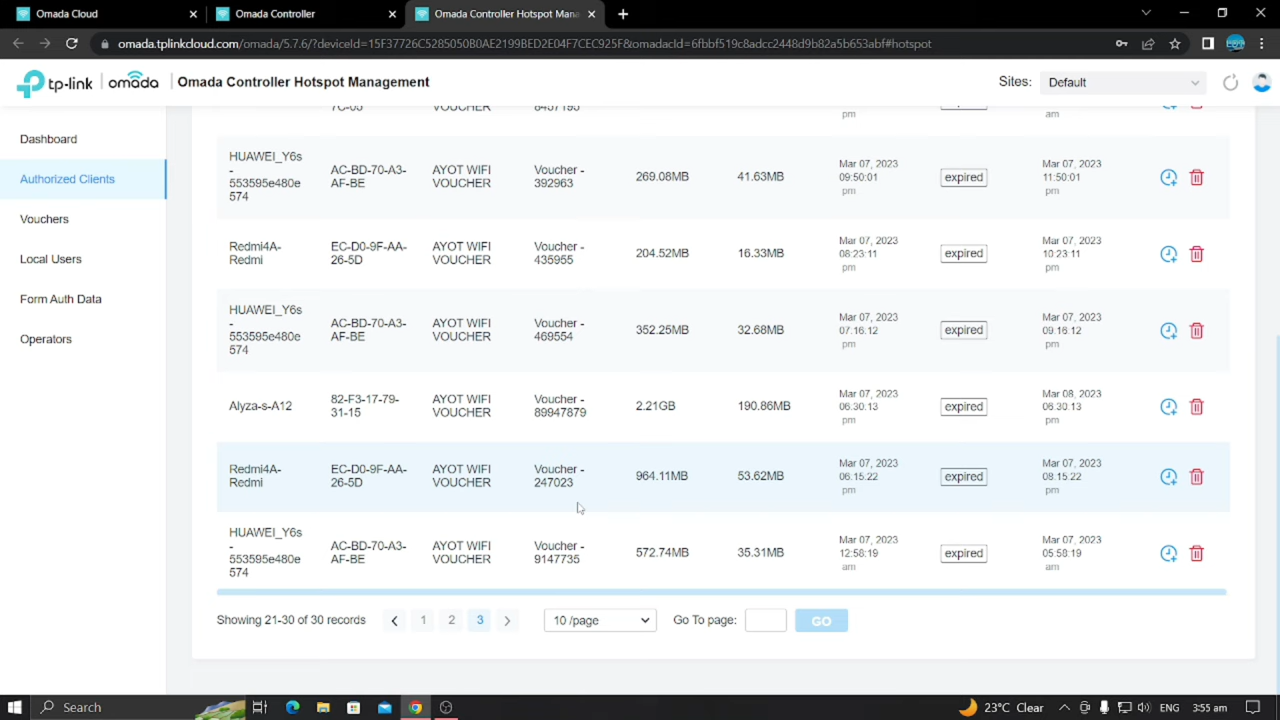 Omada Cloud
Omada Controller
Omada Controller Hotspot Mana
omada.tplinkcloud.com/omada/5.7.6/?deviceId=15F37726C5285050B0AE2199BED2E04F7CEC925F&omadacId=6fbbf519c8adcc2448d9b82a5b653abf#hotspot
tp-link | omada | Omada Controller Hotspot Management
Sites: Default
Dashboard
Authorized Clients
Vouchers
Local Users
Form Auth Data
Operators
7C-05
VOUCHER
8457195
pm
am
HUAWEI_Y6s
-
553595e480e
574
AC-BD-70-A3-
AF-BE
AYOT WIFI
VOUCHER
Voucher -
392963
269.08MB
41.63MB
Mar 07, 2023
09:50:01
pm
expired
Mar 07, 2023
11:50:01
pm
Redmi4A-
Redmi
EC-D0-9F-AA-
26-5D
AYOT WIFI
VOUCHER
Voucher -
435955
204.52MB
16.33MB
Mar 07, 2023
08:23:11
pm
expired
Mar 07, 2023
10:23:11
pm
HUAWEI_Y6s
-
553595e480e
574
AC-BD-70-A3-
AF-BE
AYOT WIFI
VOUCHER
Voucher -
469554
352.25MB
32.68MB
Mar 07, 2023
07:16:12
pm
expired
Mar 07, 2023
09:16:12
pm
Alyza-s-A12
82-F3-17-79-
31-15
AYOT WIFI
VOUCHER
Voucher -
89947879
2.21GB
190.86MB
Mar 07, 2023
06:30:13
pm
expired
Mar 08, 2023
06:30:13
pm
Redmi4A-
Redmi
EC-D0-9F-AA-
26-5D
AYOT WIFI
VOUCHER
Voucher -
247023
964.11MB
53.62MB
Mar 07, 2023
06:15:22
pm
expired
Mar 07, 2023
08:15:22
pm
HUAWEI_Y6s
-
553595e480e
574
AC-BD-70-A3-
AF-BE
AYOT WIFI
VOUCHER
Voucher -
9147735
572.74MB
35.31MB
Mar 07, 2023
12:58:19
am
expired
Mar 07, 2023
05:58:19
am
Showing 21-30 of 30 records
1 2 3
10 /page
Go To page:
GO
Search
23°C Clear
ENG
3:55 am